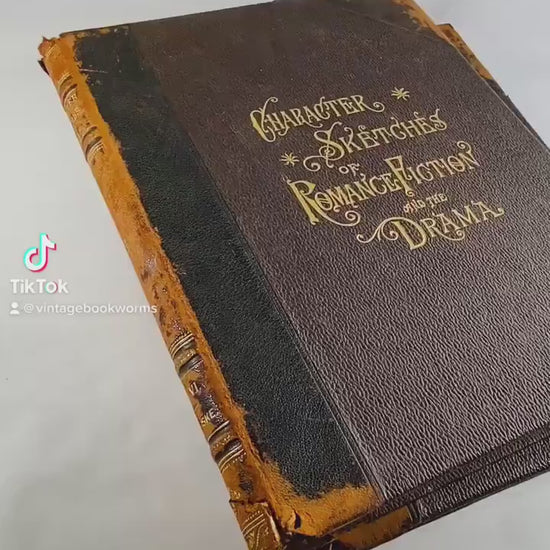 CHARACTER
SKETCHES
OF
ROMANCE FICTION
AND THE
DRAMA
TikTok
@vintagebookworms